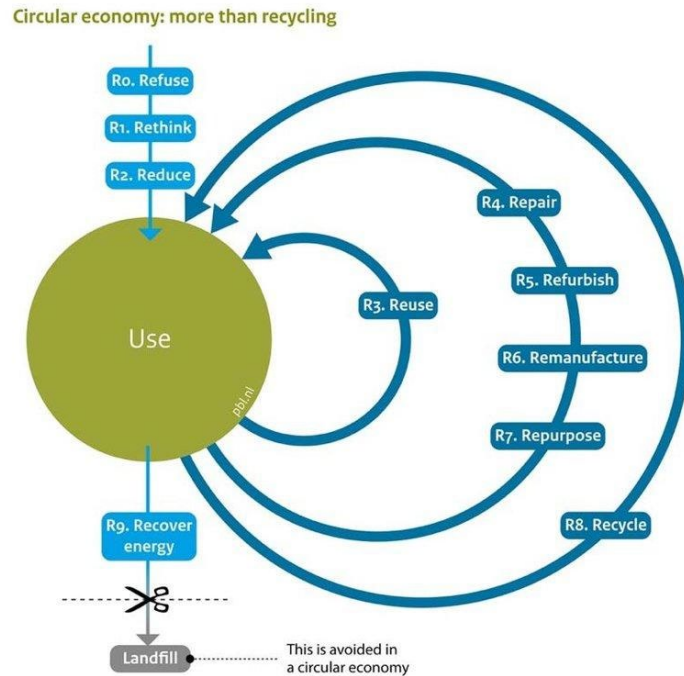 Circular economy: more than recycling
R0. Refuse
R1. Rethink
R2. Reduce
R4. Repair
R5. Refurbish
R3. Reuse
Use
R6. Remanufacture
pbl.nl
R7. Repurpose
R9. Recover
energy
R8. Recycle
Landfill
This is avoided in
a circular economy